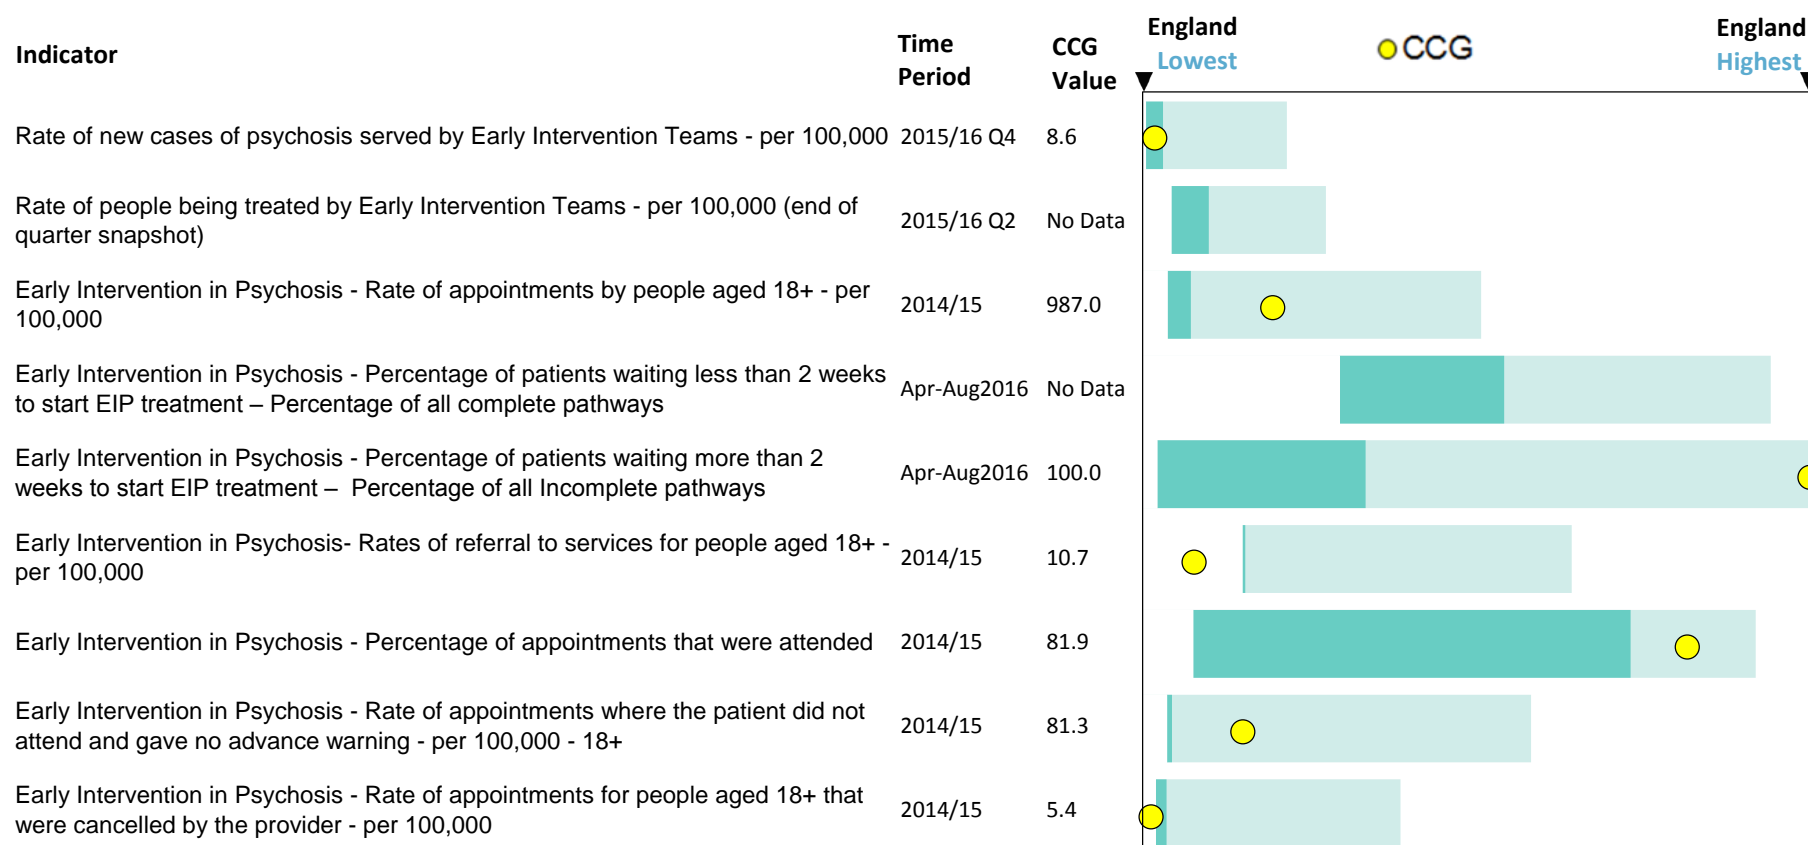 Indicator
Time Period
CCG Value
England Lowest
CCG
England Highest
Rate of new cases of psychosis served by Early Intervention Teams - per 100,000 2015/16 Q4 8.6
Rate of people being treated by Early Intervention Teams - per 100,000 (end of
quarter snapshot)
2015/16 Q2 No Data
Early Intervention in Psychosis - Rate of appointments by people aged 18+ - per
100,000
2014/15 987.0
Early Intervention in Psychosis - Percentage of patients waiting less than 2 weeks
to start EIP treatment – Percentage of all complete pathways
Apr-Aug2016 No Data
Early Intervention in Psychosis - Percentage of patients waiting more than 2
weeks to start EIP treatment – Percentage of all Incomplete pathways
Apr-Aug2016 100.0
Early Intervention in Psychosis- Rates of referral to services for people aged 18+ -
per 100,000
2014/15 10.7
Early Intervention in Psychosis - Percentage of appointments that were attended 2014/15 81.9
Early Intervention in Psychosis - Rate of appointments where the patient did not
attend and gave no advance warning - per 100,000 - 18+
2014/15 81.3
Early Intervention in Psychosis - Rate of appointments for people aged 18+ that
were cancelled by the provider - per 100,000
2014/15 5.4